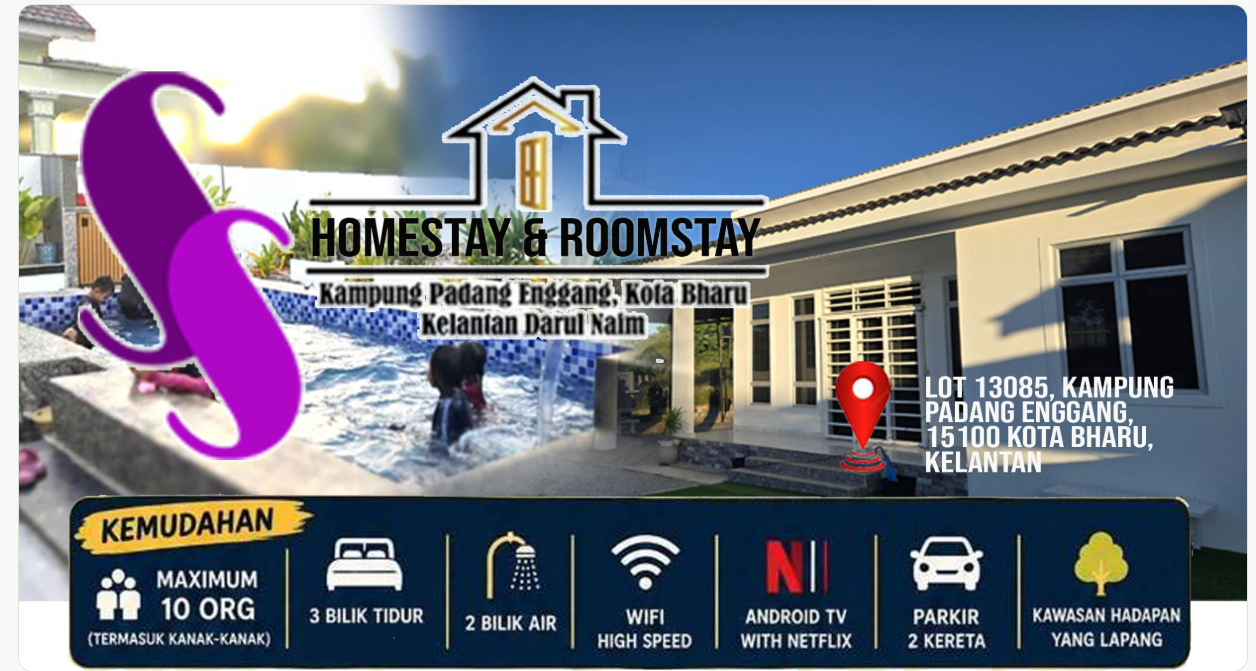 SS
HOMESTAY & ROOMSTAY
Kampung Padang Enggang, Kota Bharu
Kelantan Darul Naim
LOT 13085, KAMPUNG
PADANG ENGGANG,
15100 KOTA BHARU,
KELANTAN
KEMUDAHAN
MAXIMUM
10 ORG
(TERMASUK KANAK-KANAK)
3 BILIK TIDUR
2 BILIK AIR
WIFI
HIGH SPEED
N
ANDROID TV
WITH NETFLIX
PARKIR
2 KERETA
KAWASAN HADAPAN
YANG LAPANG